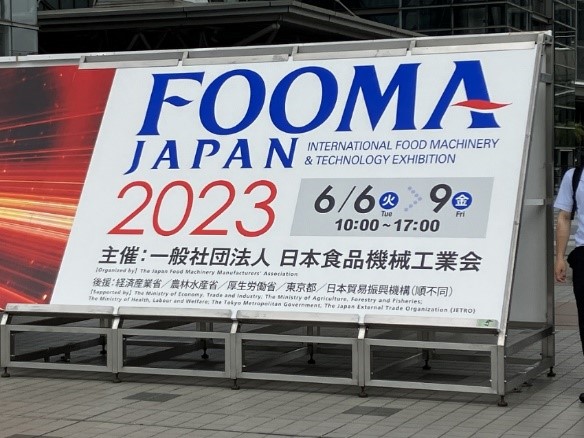 FOOMA
JAPAN
INTERNATIONAL FOOD MACHINERY
& TECHNOLOGY EXHIBITION
2023
6/6 火 Tue > 9 金 Fri
10:00~17:00
主催：一般社団法人 日本食品機械工業会
[Organized by] The Japan Food Machinery Manufacturers' Association
後援：経済産業省／農林水産省／厚生労働省／東京都／日本貿易振興機構（順不同）
[Supported by] The Ministry of Economy, Trade and Industry; The Ministry of Agriculture, Forestry and Fisheries;
The Ministry of Health, Labour and Welfare; The Tokyo Metropolitan Government, The Japan External Trade Organization (JETRO)